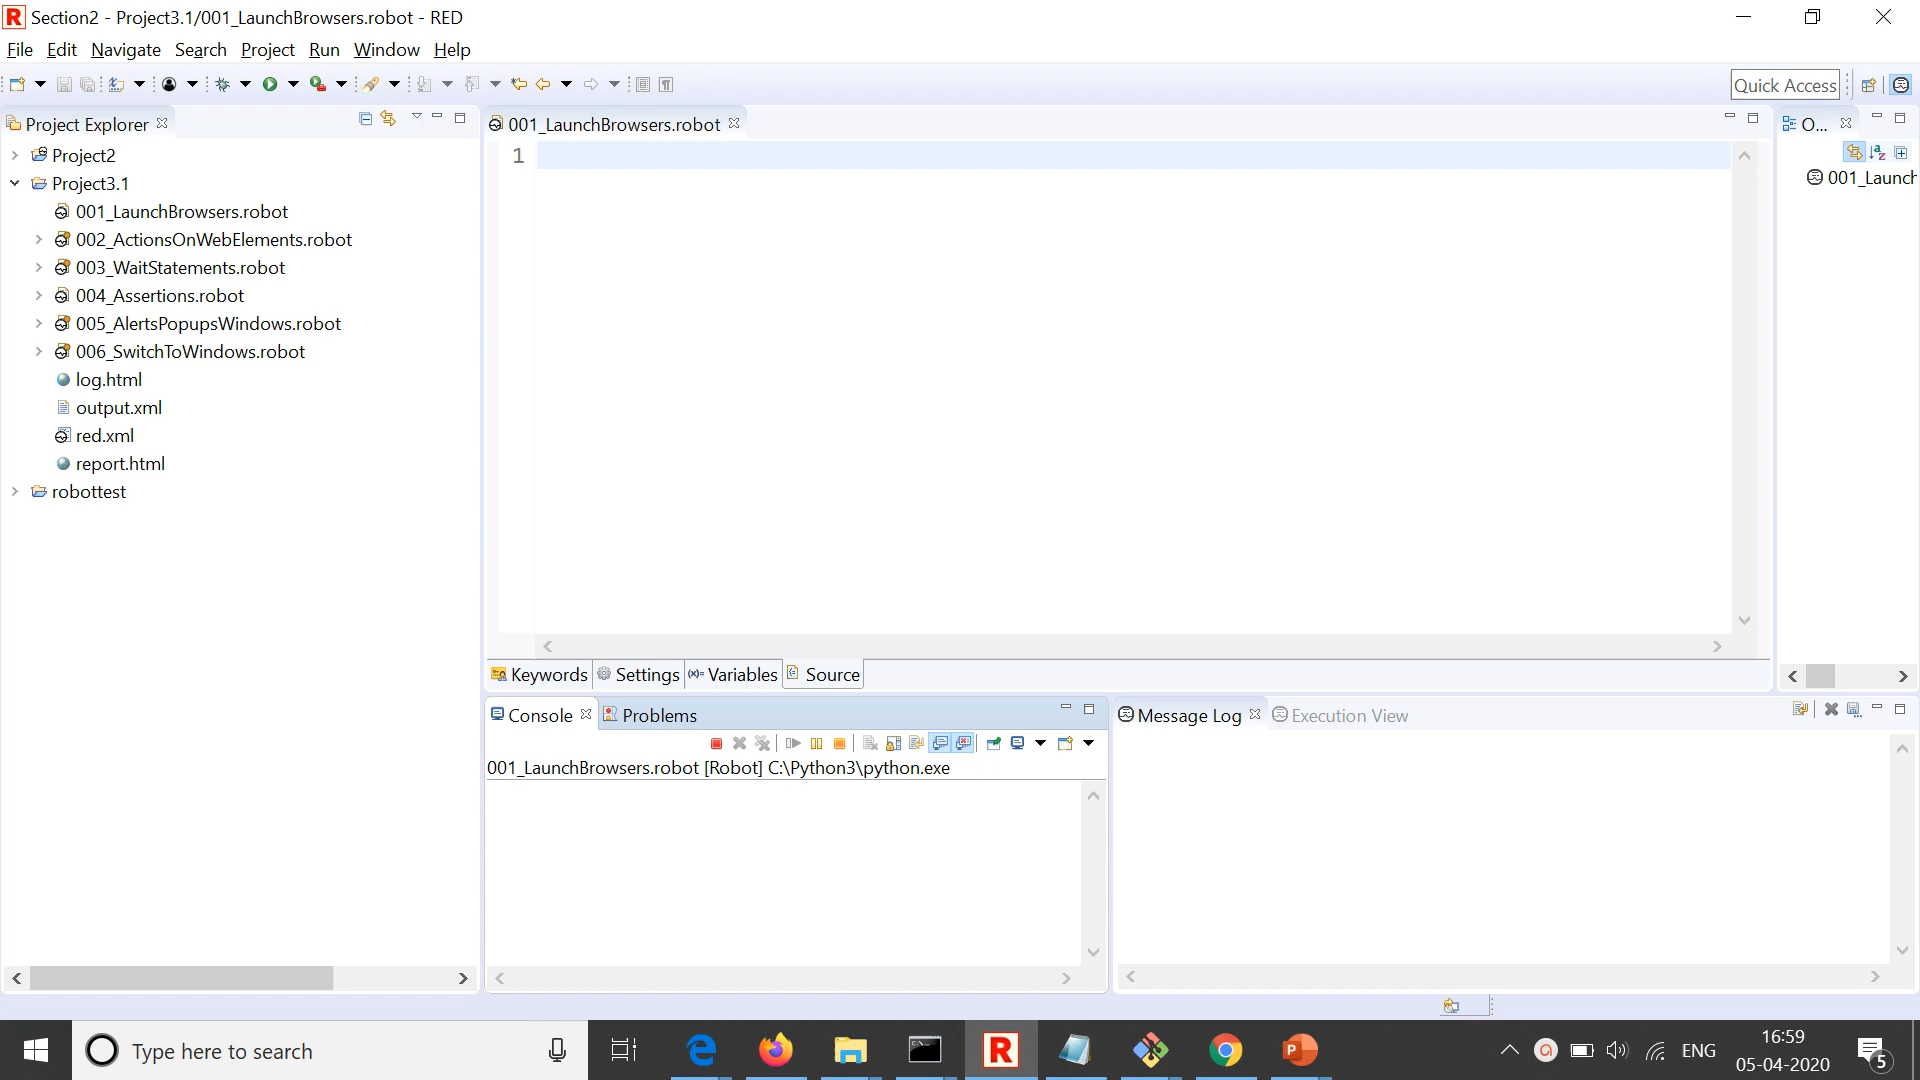 R Section2 - Project3.1/001_LaunchBrowsers.robot - RED
File Edit Navigate Search Project Run Window Help
Quick Access
Project Explorer
001_LaunchBrowsers.robot
O...
Project2
1
Project3.1
001_Launch
001_LaunchBrowsers.robot
002_ActionsOnWebElements.robot
003_WaitStatements.robot
004_Assertions.robot
005_AlertsPopupsWindows.robot
006_SwitchToWindows.robot
log.html
output.xml
red.xml
report.html
robottest
Keywords Settings Variables Source
Console Problems
Message Log Execution View
001_LaunchBrowsers.robot [Robot] C:\Python3\python.exe
Type here to search
R
ENG
16:59
05-04-2020
5